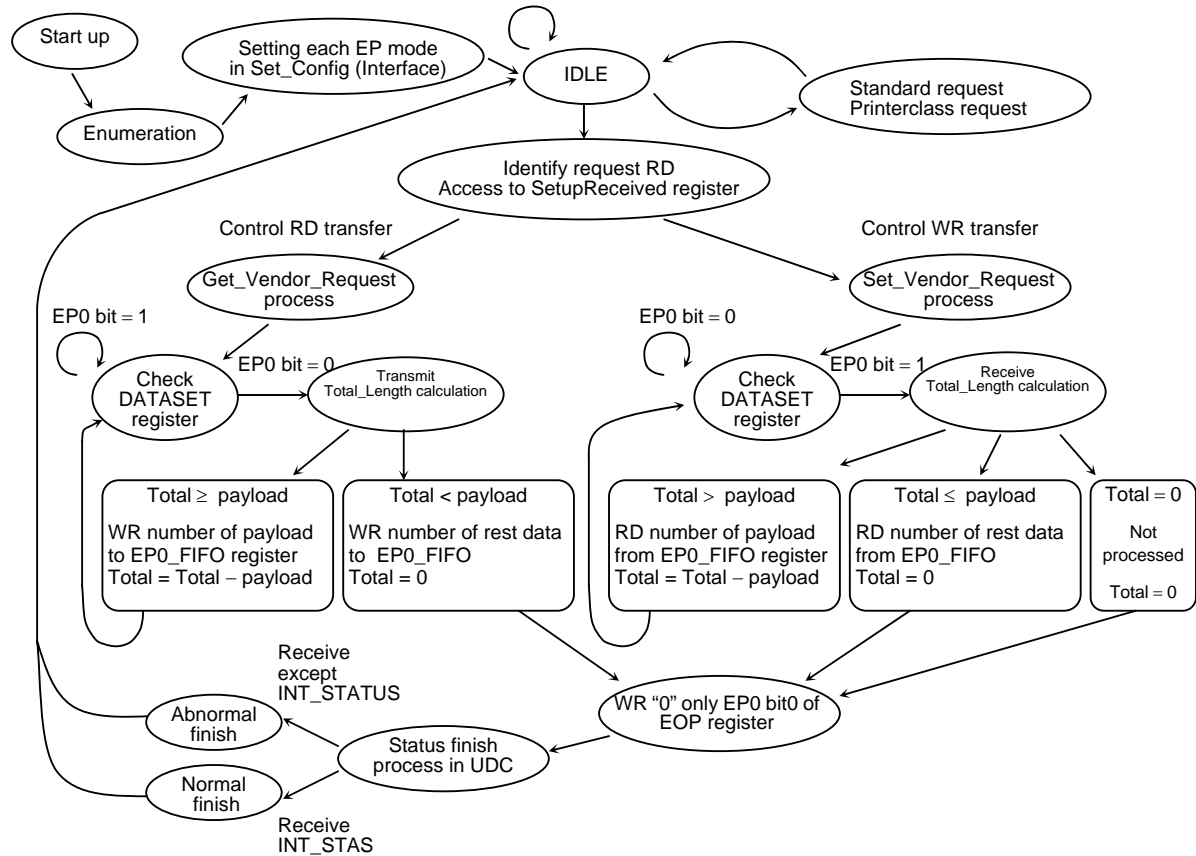 Start up
Setting each EP mode
in Set_Config (Interface)
IDLE
Standard request
Printerclass request
Enumeration
Identify request RD
Access to SetupReceived register
Control RD transfer
Control WR transfer
Get_Vendor_Request
process
Set_Vendor_Request
process
EP0 bit = 1
EP0 bit = 0
Check
DATASET
register
Transmit
Total_Length calculation
EP0 bit = 0
EP0 bit = 1
Check
DATASET
register
Receive
Total_Length calculation
Total ≥ payload
WR number of payload
to EP0_FIFO register
Total = Total − payload
Total < payload
WR number of rest data
to EP0_FIFO
Total = 0
Total > payload
RD number of payload
from EP0_FIFO register
Total = Total − payload
Total ≤ payload
RD number of rest data
from EP0_FIFO
Total = 0
Total = 0
Not
processed
Total = 0
Receive
except
INT_STATUS
Abnormal
finish
WR “0” only EP0 bit0 of
EOP register
Status finish
process in UDC
Normal
finish
Receive
INT_STAS